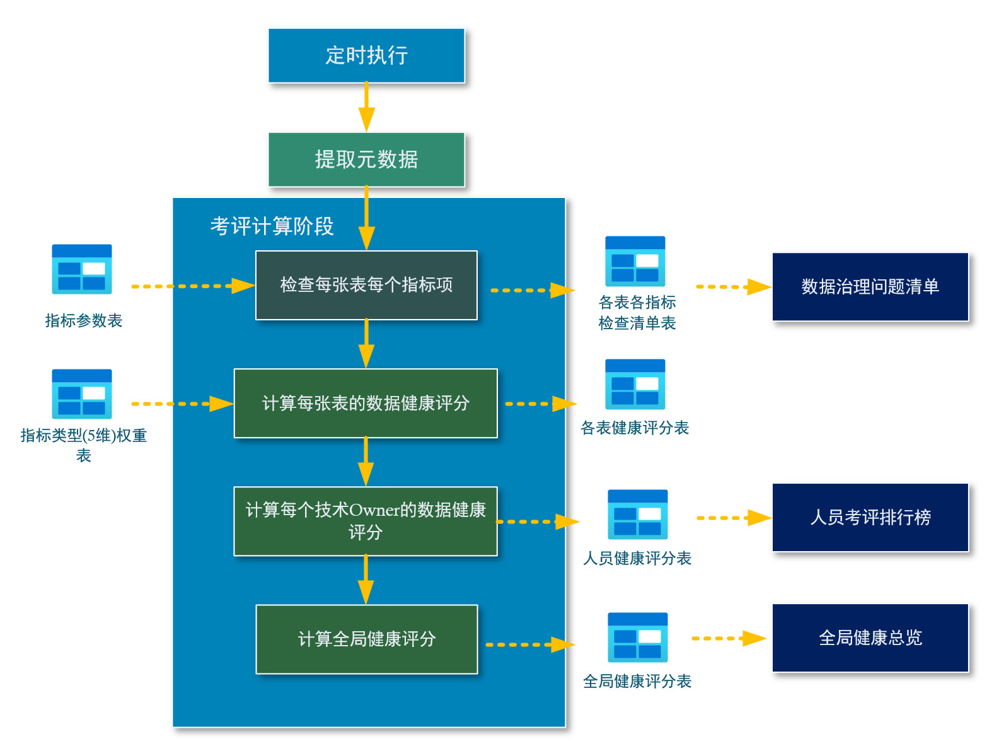 定时执行
提取元数据
考评计算阶段
指标参数表
检查每张表每个指标项
各表各指标
检查清单表
数据治理问题清单
指标类型(5维)权重
表
计算每张表的数据健康评分
各表健康评分表
计算每个技术Owner的数据健康
评分
人员健康评分表
人员考评排行榜
计算全局健康评分
全局健康评分表
全局健康总览